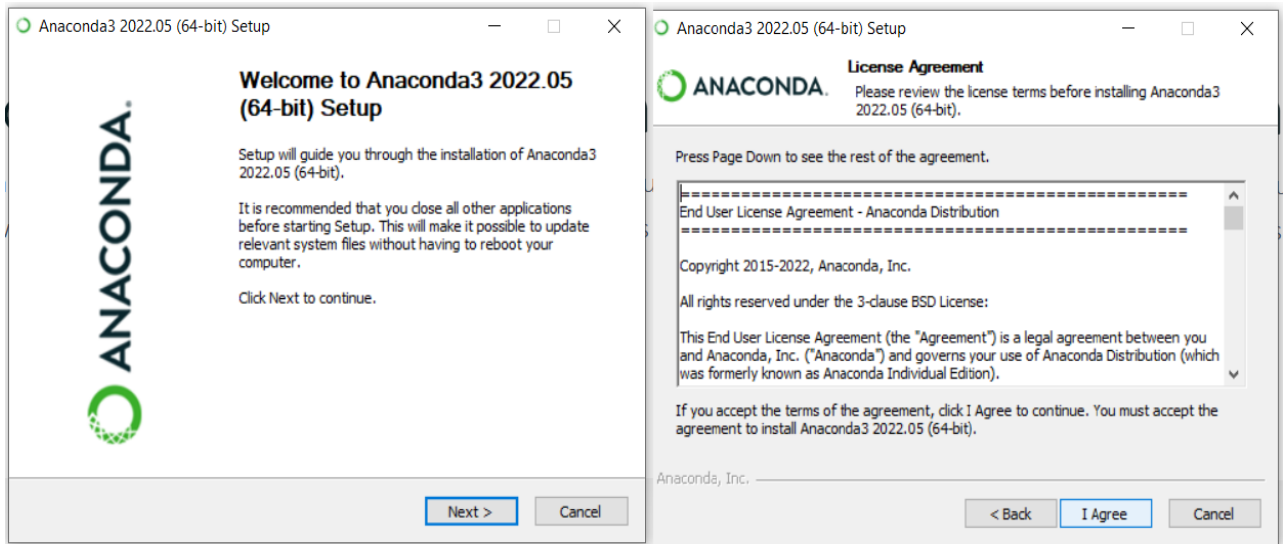 Anaconda3 2022.05 (64-bit) Setup
Welcome to Anaconda3 2022.05
(64-bit) Setup
ANACONDA.
Setup will guide you through the installation of Anaconda3
2022.05 (64-bit).
It is recommended that you close all other applications
before starting Setup. This will make it possible to update
relevant system files without having to reboot your
computer.
Click Next to continue.
Next >
Cancel
Anaconda3 2022.05 (64-bit) Setup
ANACONDA.
License Agreement
Please review the license terms before installing Anaconda3
2022.05 (64-bit).
Press Page Down to see the rest of the agreement.
====================================================
End User License Agreement - Anaconda Distribution
====================================================
Copyright 2015-2022, Anaconda, Inc.
All rights reserved under the 3-clause BSD License:
This End User License Agreement (the "Agreement") is a legal agreement between you
and Anaconda, Inc. ("Anaconda") and governs your use of Anaconda Distribution (which
was formerly known as Anaconda Individual Edition).
If you accept the terms of the agreement, click I Agree to continue. You must accept the
agreement to install Anaconda3 2022.05 (64-bit).
Anaconda, Inc.
< Back
I Agree
Cancel